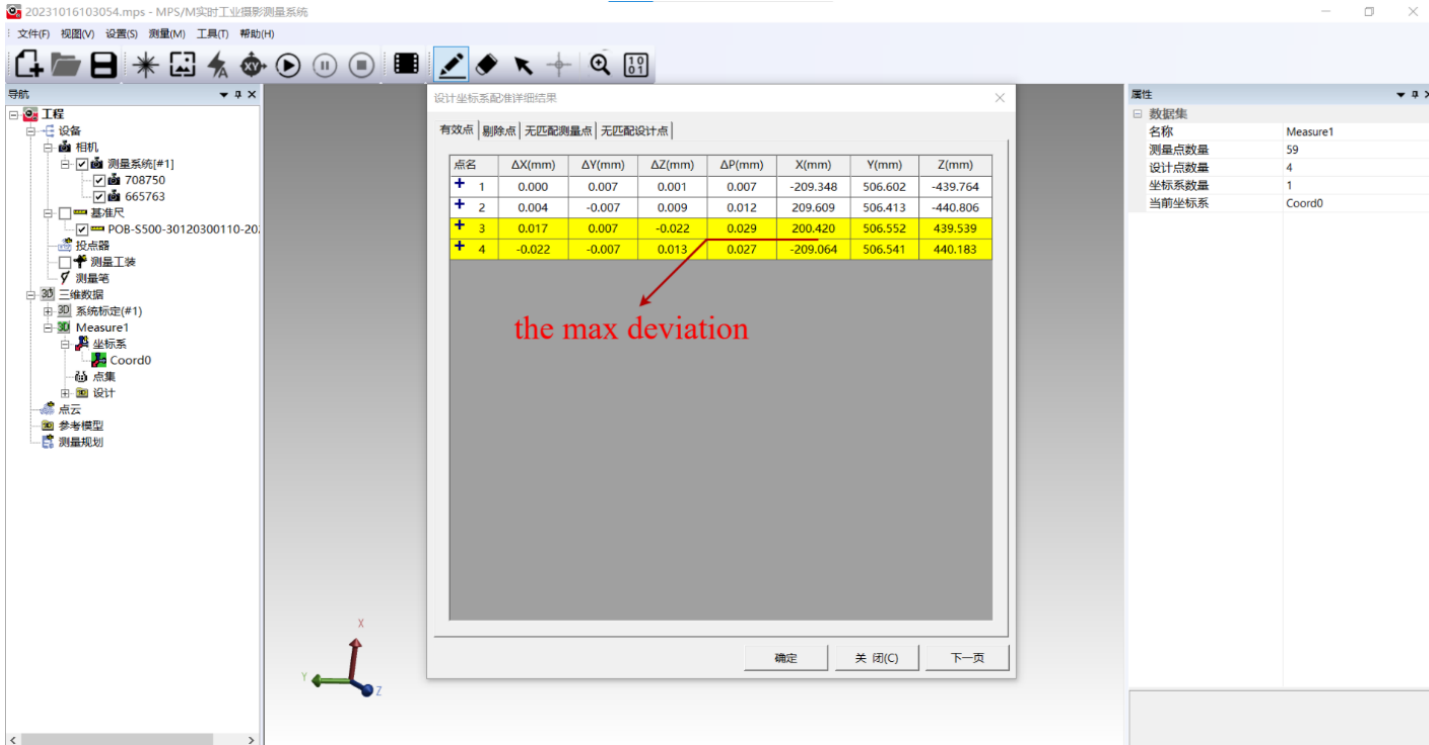 20231016103054.mps - MPS/M实时工业摄影测量系统
文件(F) 视图(V) 设置(S) 测量(M) 工具(T) 帮助(H)
导航
工程
设备
相机
测量系统[#1]
708750
665763
基准尺
POB-S500-30120300110-20.
投点器
测量工装
测量笔
三维数据
系统标定(#1)
Measure1
坐标系
Coord0
点集
设计
点云
参考模型
测量规划
设计坐标系配准详细结果
有效点 剔除点 无匹配测量点 无匹配设计点
点名 ΔX(mm) ΔY(mm) ΔZ(mm) ΔP(mm) X(mm) Y(mm) Z(mm)
1 0.000 0.007 0.001 0.007 -209.348 506.602 -439.764
2 0.004 -0.007 0.009 0.012 209.609 506.413 -440.806
3 0.017 0.007 -0.022 0.029 200.420 506.552 439.539
4 -0.022 -0.007 0.013 0.027 -209.064 506.541 440.183
the max deviation
确定 关 闭(C) 下一页
X
Y
Z
属性
数据集
名称 Measure1
测量点数量 59
设计点数量 4
坐标系数量 1
当前坐标系 Coord0